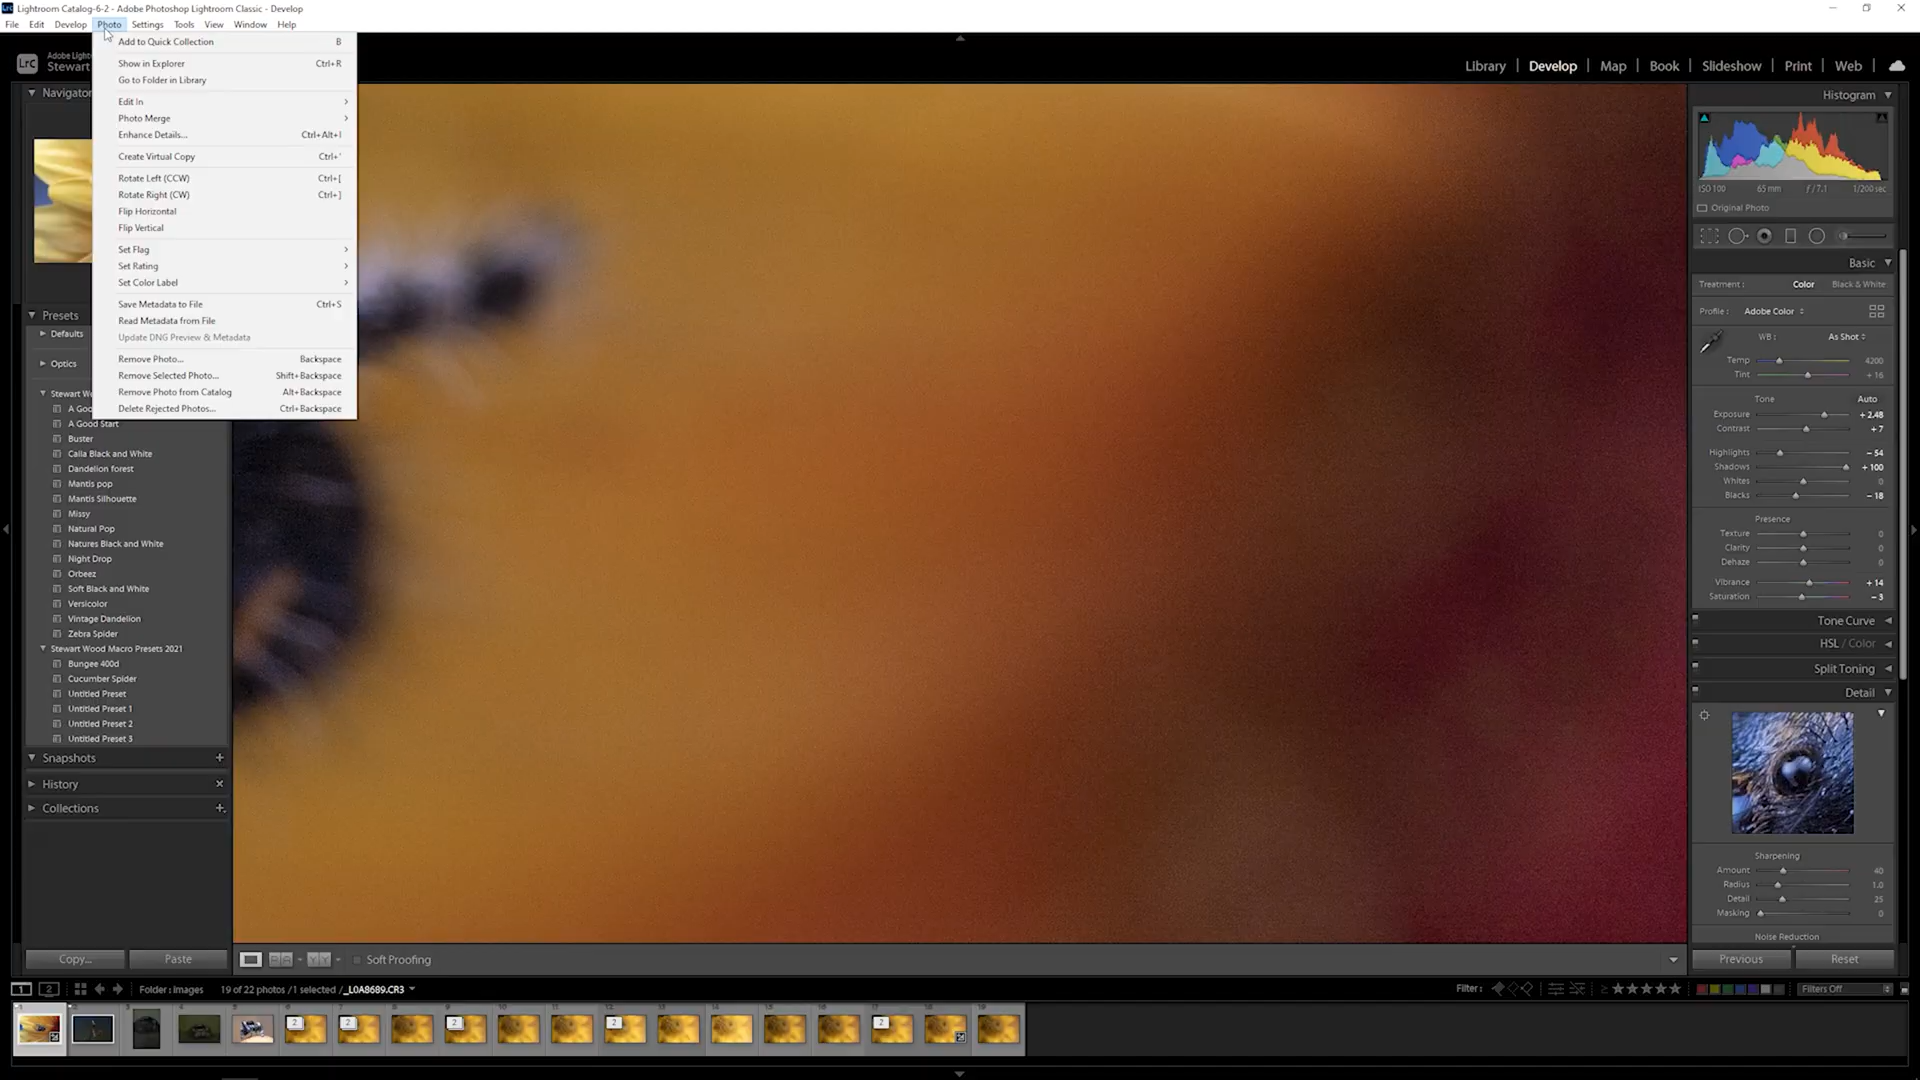 Lightroom Catalog-6-2 - Adobe Photoshop Lightroom Classic - Develop
File Edit Develop Photo Settings Tools View Window Help
Add to Quick Collection B
Show in Explorer Ctrl+R
Go to Folder in Library
Edit In
Photo Merge
Enhance Details... Ctrl+Alt+I
Create Virtual Copy Ctrl+'
Rotate Left (CCW) Ctrl+[
Rotate Right (CW) Ctrl+]
Flip Horizontal
Flip Vertical
Set Flag
Set Rating
Set Color Label
Save Metadata to File Ctrl+S
Read Metadata from File
Update DNG Preview & Metadata
Remove Photo... Backspace
Remove Selected Photo... Shift+Backspace
Remove Photo from Catalog Alt+Backspace
Delete Rejected Photos... Ctrl+Backspace
LrC
Adobe Light
Stewart
Library | Develop | Map | Book | Slideshow | Print | Web
Navigator
Presets
Defaults
Optics
Stewart Wo
A Goo
A Good Start
Buster
Calla Black and White
Dandelion forest
Mantis pop
Mantis Silhouette
Missy
Natural Pop
Natures Black and White
Night Drop
Orbeez
Soft Black and White
Versicolor
Vintage Dandelion
Zebra Spider
Stewart Wood Macro Presets 2021
Bungee 400d
Cucumber Spider
Untitled Preset
Untitled Preset 1
Untitled Preset 2
Untitled Preset 3
Snapshots +
History ×
Collections +
Copy... Paste
Soft Proofing
Histogram
ISO 100 65 mm ƒ / 7.1 1/200 sec
Original Photo
Basic
Treatment : Color Black & White
Profile : Adobe Color
WB : As Shot
Temp 4200
Tint + 16
Tone Auto
Exposure + 2.48
Contrast + 7
Highlights − 54
Shadows + 100
Whites 0
Blacks − 18
Presence
Texture 0
Clarity 0
Dehaze 0
Vibrance + 14
Saturation − 3
Tone Curve
HSL / Color
Split Toning
Detail
Sharpening
Amount 40
Radius 1.0
Detail 25
Masking 0
Noise Reduction
Previous Reset
1 2 Folder : Images 19 of 22 photos / 1 selected / _L0A8689.CR3 Filter : ≥ ★★★★★ Filters Off
2 2 2 2 2